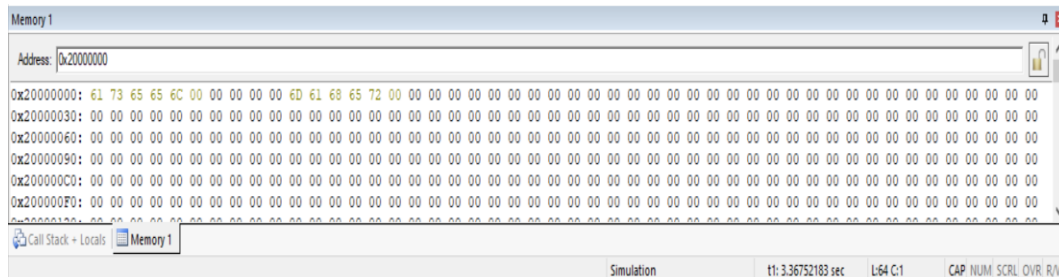 Memory 1
Address: 0x20000000
0x20000000: 61 73 65 65 6C 00 00 00 00 00 6D 61 68 65 72 00 00 00 00 00 00 00 00 00 00 00 00 00 00 00 00 00 00 00 00 00 00 00 00 00 00 00 00 00 00 00 00 00
0x20000030: 00 00 00 00 00 00 00 00 00 00 00 00 00 00 00 00 00 00 00 00 00 00 00 00 00 00 00 00 00 00 00 00 00 00 00 00 00 00 00 00 00 00 00 00 00 00 00 00
0x20000060: 00 00 00 00 00 00 00 00 00 00 00 00 00 00 00 00 00 00 00 00 00 00 00 00 00 00 00 00 00 00 00 00 00 00 00 00 00 00 00 00 00 00 00 00 00 00 00 00
0x20000090: 00 00 00 00 00 00 00 00 00 00 00 00 00 00 00 00 00 00 00 00 00 00 00 00 00 00 00 00 00 00 00 00 00 00 00 00 00 00 00 00 00 00 00 00 00 00 00 00
0x200000C0: 00 00 00 00 00 00 00 00 00 00 00 00 00 00 00 00 00 00 00 00 00 00 00 00 00 00 00 00 00 00 00 00 00 00 00 00 00 00 00 00 00 00 00 00 00 00 00 00
0x200000F0: 00 00 00 00 00 00 00 00 00 00 00 00 00 00 00 00 00 00 00 00 00 00 00 00 00 00 00 00 00 00 00 00 00 00 00 00 00 00 00 00 00 00 00 00 00 00 00 00
Call Stack + Locals Memory 1
Simulation t1: 3.36752183 sec L:64 C:1 CAP NUM SCRL OVR